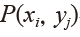 P(xᵢ, yⱼ)